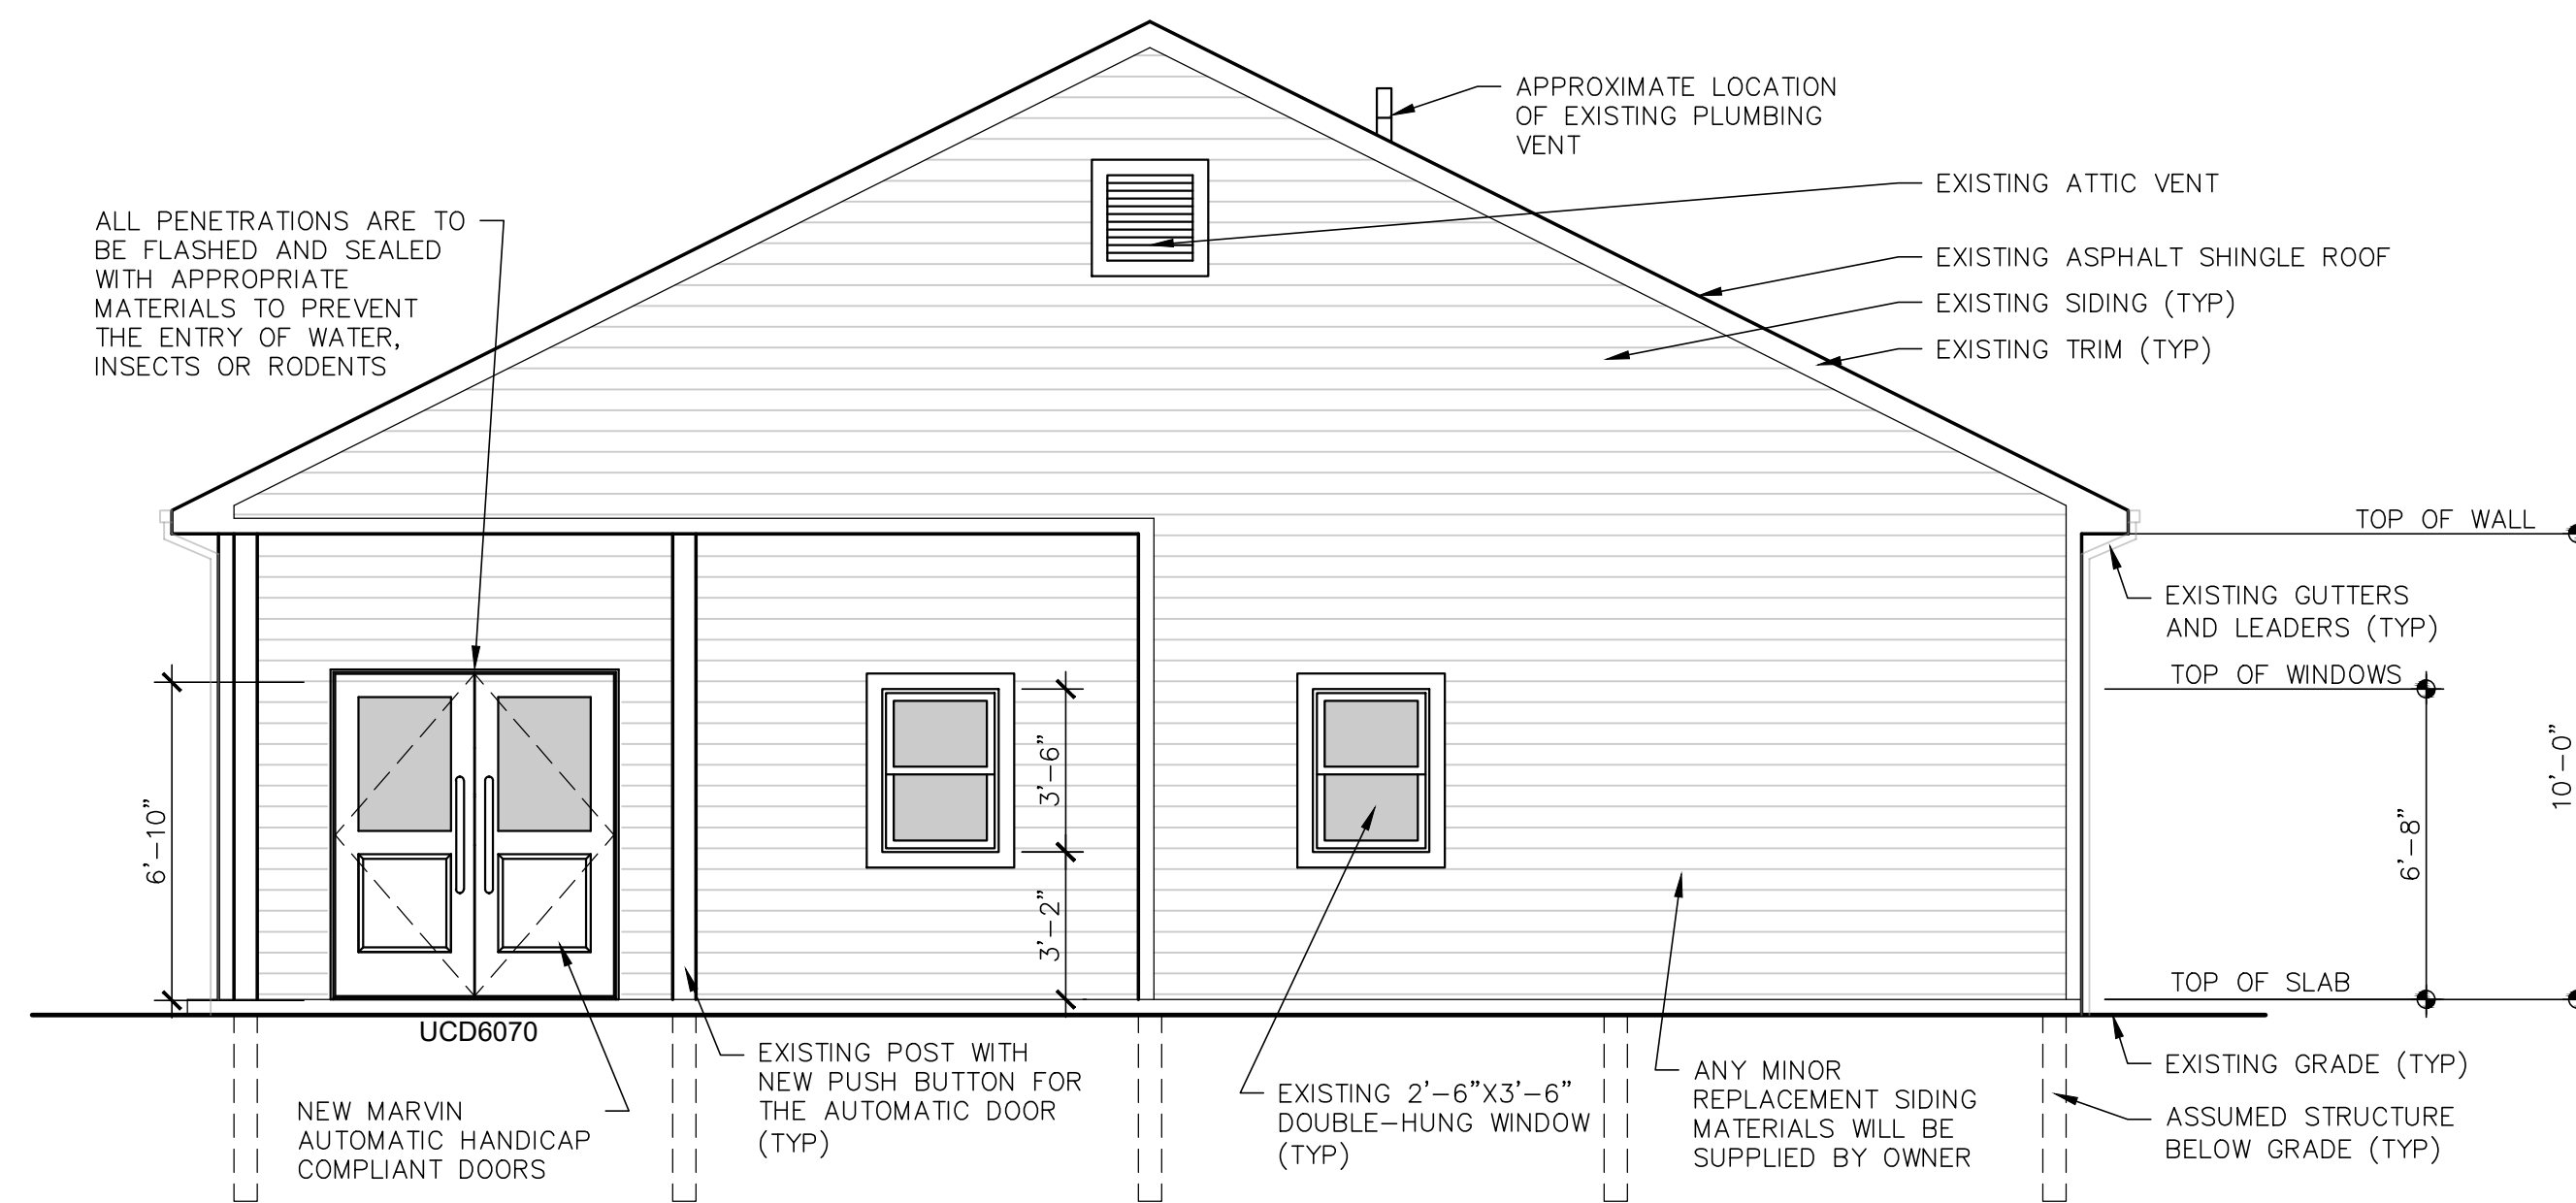 APPROXIMATE LOCATION
OF EXISTING PLUMBING
VENT
EXISTING ATTIC VENT
ALL PENETRATIONS ARE TO
BE FLASHED AND SEALED
WITH APPROPRIATE
MATERIALS TO PREVENT
THE ENTRY OF WATER,
INSECTS OR RODENTS
EXISTING ASPHALT SHINGLE ROOF
EXISTING SIDING (TYP)
EXISTING TRIM (TYP)
TOP OF WALL
EXISTING GUTTERS
AND LEADERS (TYP)
TOP OF WINDOWS
6'-10"
3'-6"
3'-2"
6'-8"
10'-0"
TOP OF SLAB
UCD6070
NEW MARVIN
AUTOMATIC HANDICAP
COMPLIANT DOORS
EXISTING POST WITH
NEW PUSH BUTTON FOR
THE AUTOMATIC DOOR
(TYP)
EXISTING 2'-6"X3'-6"
DOUBLE-HUNG WINDOW
(TYP)
ANY MINOR
REPLACEMENT SIDING
MATERIALS WILL BE
SUPPLIED BY OWNER
EXISTING GRADE (TYP)
ASSUMED STRUCTURE
BELOW GRADE (TYP)